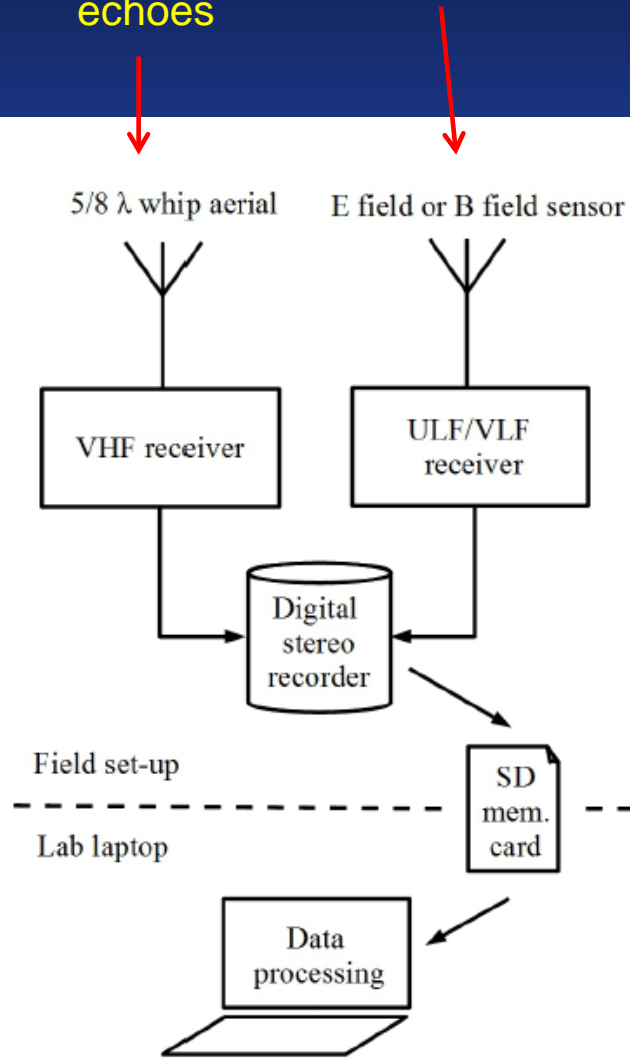 echoes
5/8 λ whip aerial
E field or B field sensor
VHF receiver
ULF/VLF
receiver
Digital
stereo
recorder
Field set-up
SD
mem.
card
Lab laptop
Data
processing